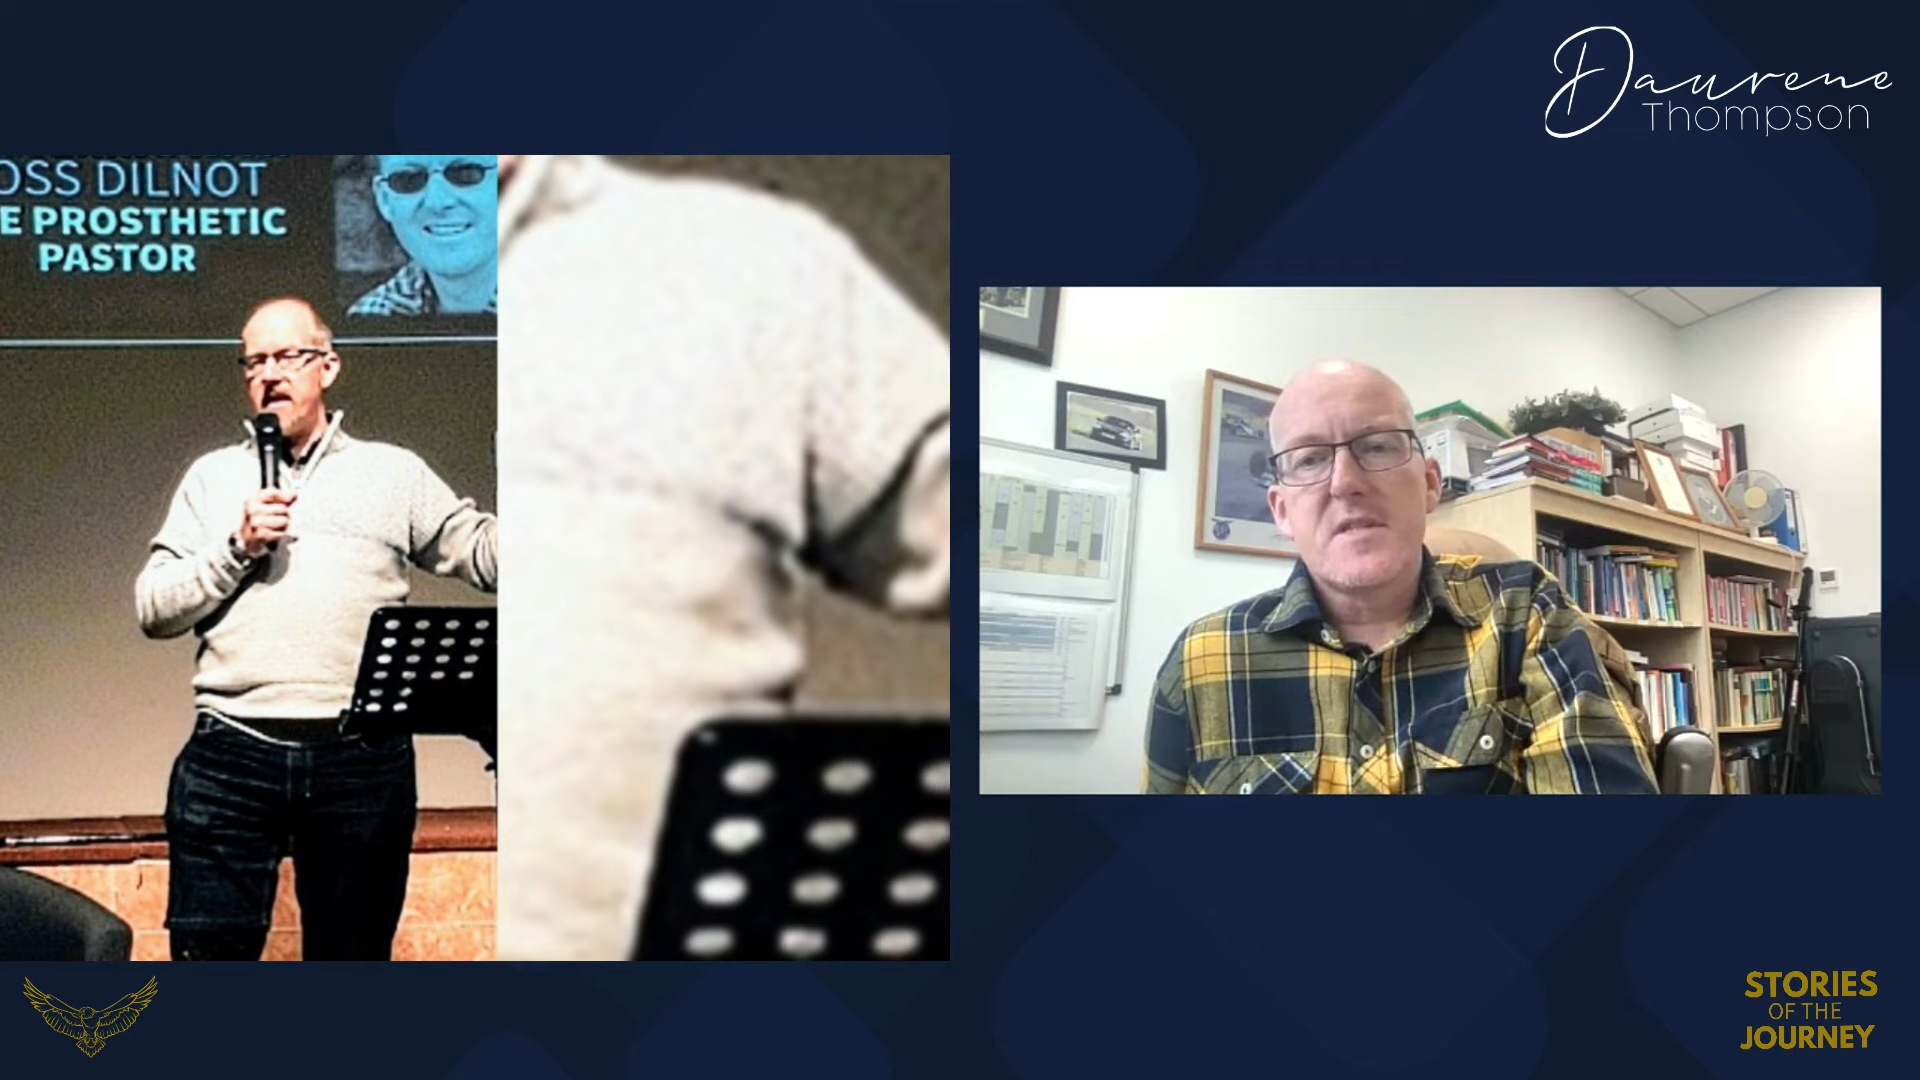 Daurene
Thompson
OSS DILNOT
E PROSTHETIC
PASTOR
STORIES
OF THE
JOURNEY